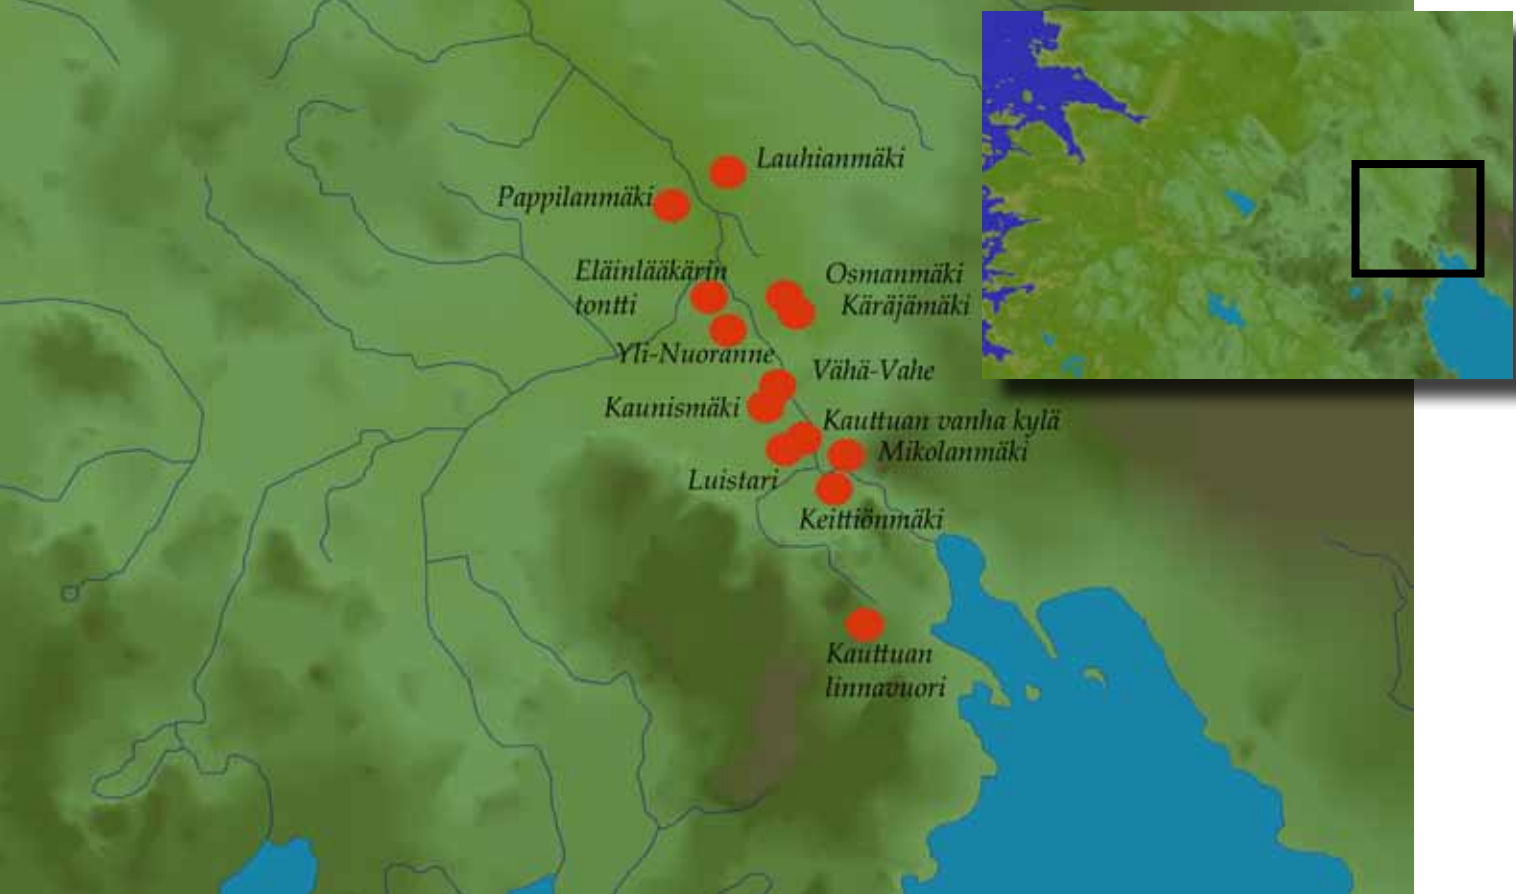 Lauhianmäki
Pappilanmäki
Eläinlääkärin
tontti
Osmanmäki
Käräjämäki
Yli-Nuoranne
Vähä-Vahe
Kaunismäki
Kauttuan vanha kylä
Mikolanmäki
Luistari
Keittiönmäki
Kauttuan
linnavuori